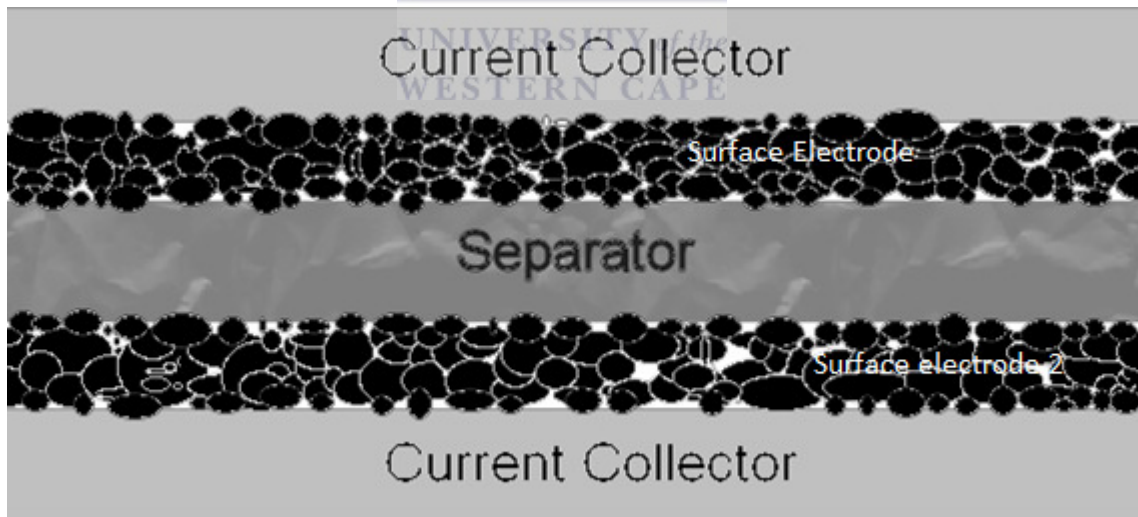 UNIVERSITY of the
Current Collector
WESTERN CAPE
Surface Electrode
Separator
Surface electrode 2
Current Collector